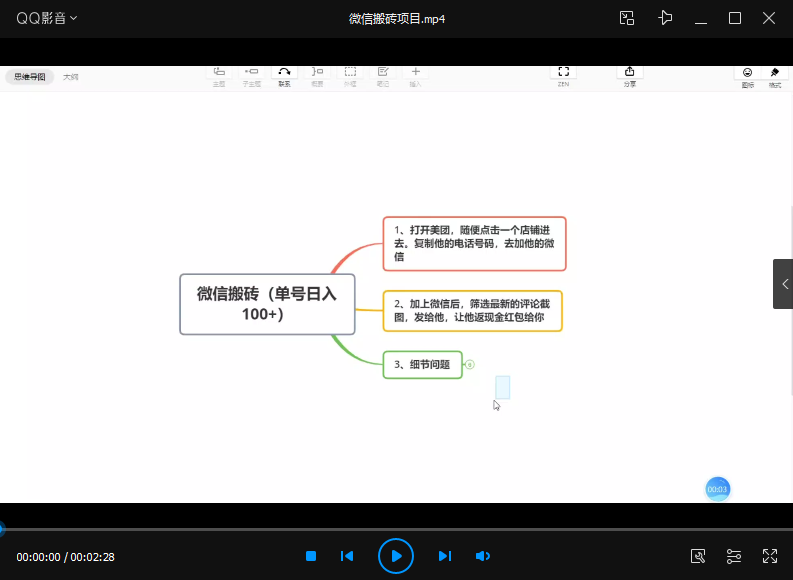 QQ影音
微信搬砖项目.mp4
思维导图
大纲
主题
子主题
联系
概要
外框
笔记
插入
ZEN
分享
图标
格式
1、打开美团，随便点击一个店铺进
去。复制他的电话号码，去加他的微
信
微信搬砖（单号日入
100+）
2、加上微信后，筛选最新的评论截
图，发给他，让他返现金红包给你
3、细节问题
00:03
00:00:00 / 00:02:28